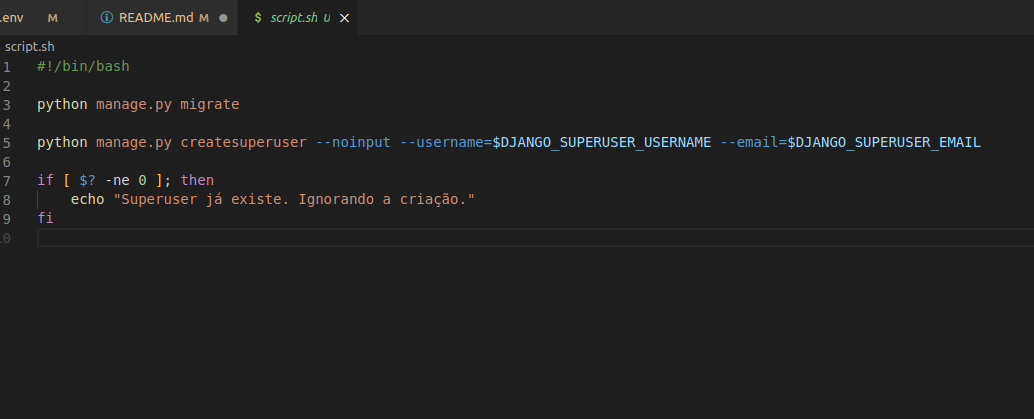 .env M README.md M script.sh U
script.sh
1 #!/bin/bash
2
3 python manage.py migrate
4
5 python manage.py createsuperuser --noinput --username=$DJANGO_SUPERUSER_USERNAME --email=$DJANGO_SUPERUSER_EMAIL
6
7 if [ $? -ne 0 ]; then
8 echo "Superuser já existe. Ignorando a criação."
9 fi
10